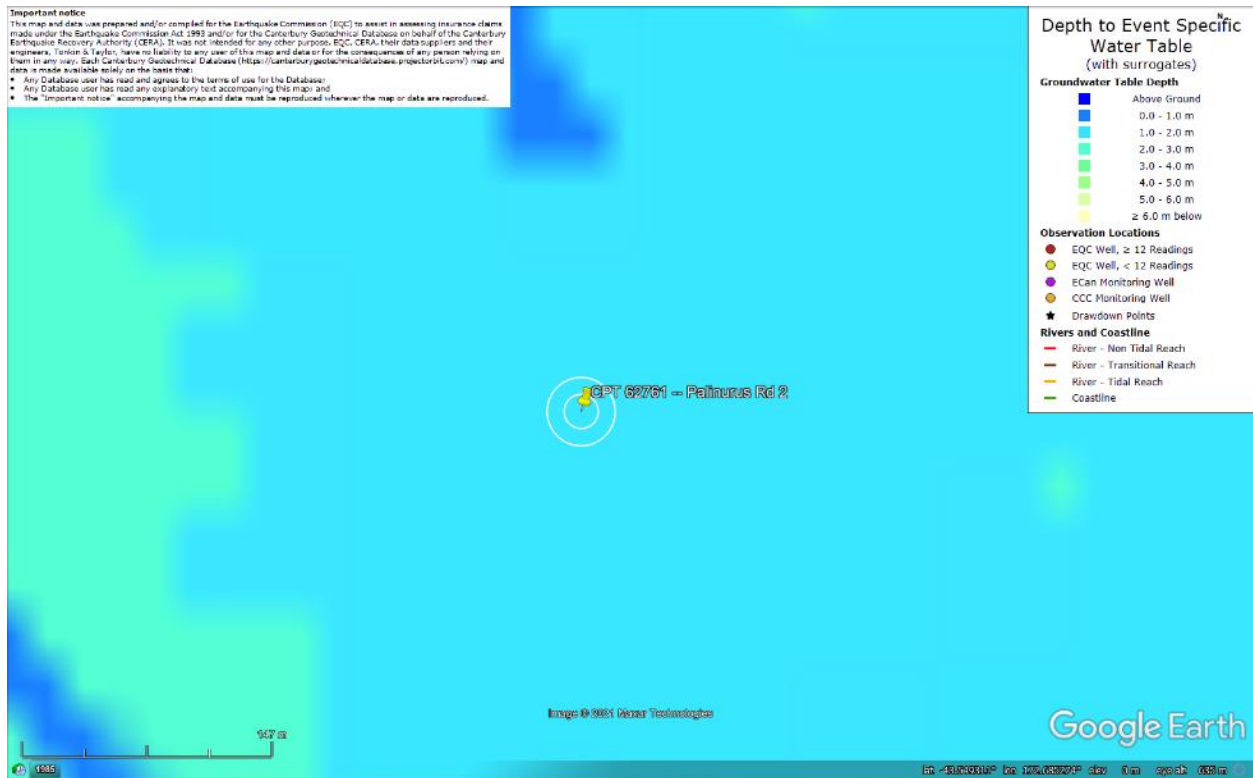 Important notice
This map and data was prepared and/or compiled for the Earthquake Commission (EQC) to assist in assessing insurance claims
made under the Earthquake Commission Act 1993 and/or for the Canterbury Geotechnical Database on behalf of the Canterbury
Earthquake Recovery Authority (CERA). It was not intended for any other purpose. EQC, CERA, their data suppliers and their
engineers, Tonkin & Taylor, have no liability to any user of this map and data or for the consequences of any person relying on
them in any way. Each Canterbury Geotechnical Database (https://canterburygeotechnicaldatabase.projectorbit.com/) map and
data is made available solely on the basis that:
• Any Database user has read and agrees to the terms of use for the Database;
• Any Database user has read any explanatory text accompanying this map; and
• The "Important notice" accompanying the map and data must be reproduced wherever the map or data are reproduced.
N
Depth to Event Specific
Water Table
(with surrogates)
Groundwater Table Depth
Above Ground
0.0 - 1.0 m
1.0 - 2.0 m
2.0 - 3.0 m
3.0 - 4.0 m
4.0 - 5.0 m
5.0 - 6.0 m
≥ 6.0 m below
Observation Locations
EQC Well, ≥ 12 Readings
EQC Well, < 12 Readings
ECan Monitoring Well
CCC Monitoring Well
Drawdown Points
Rivers and Coastline
River - Non Tidal Reach
River - Transitional Reach
River - Tidal Reach
Coastline
CPT 62761 -- Palinurus Rd 2
Image © 2021 Maxar Technologies
Google Earth
147 m
1985
lat lon elev 0 m eye alt